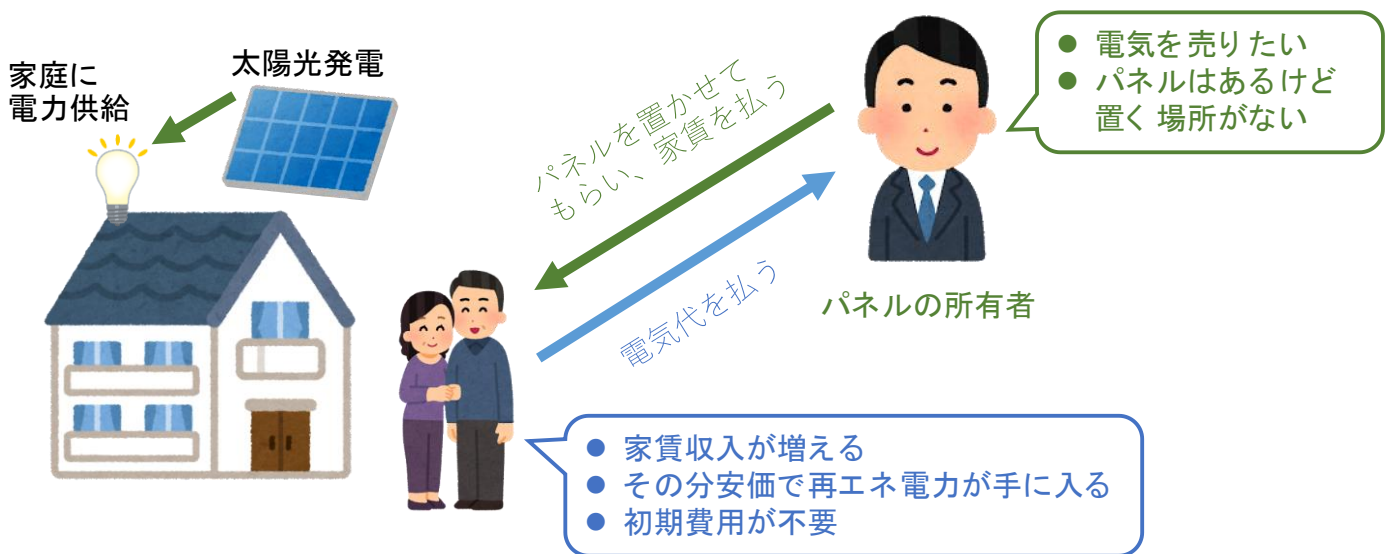 家庭に
電力供給
太陽光発電
パネルを置かせて
もらい、家賃を払う
電気代を払う
● 電気を売りたい
● パネルはあるけど
置く場所がない
パネルの所有者
● 家賃収入が増える
● その分安価で再エネ電力が手に入る
● 初期費用が不要